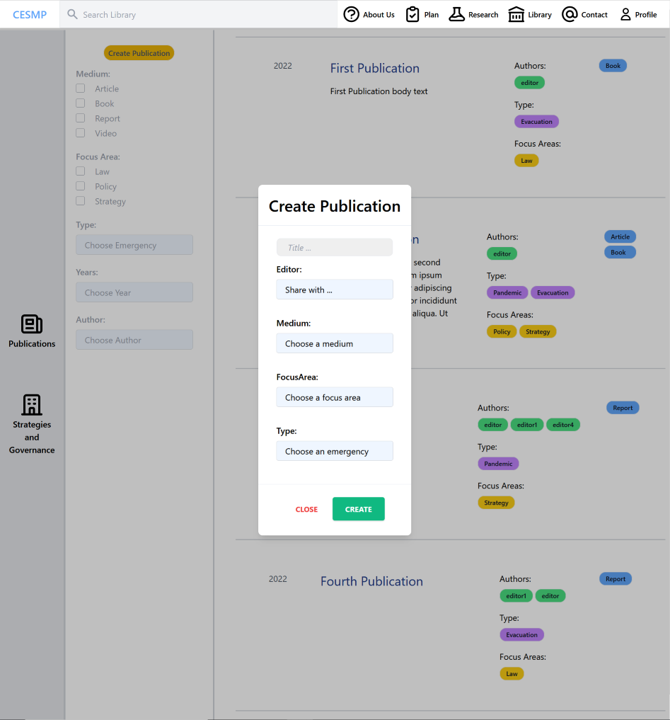 CESMP
Search Library
About Us
Plan
Research
Library
Contact
Profile
Publications
Strategies
and
Governance
Create Publication
Medium:
Article
Book
Report
Video
Focus Area:
Law
Policy
Strategy
Type:
Choose Emergency
Years:
Choose Year
Author:
Choose Author
2022
First Publication
First Publication body text
Authors:
editor
Type:
Evacuation
Focus Areas:
Law
Book
second
ipsum
adipiscing
or incididunt
aliqua. Ut
Authors:
editor
Type:
Pandemic Evacuation
Focus Areas:
Policy Strategy
Article
Book
Authors:
editor editor1 editor4
Type:
Pandemic
Focus Areas:
Strategy
Report
2022
Fourth Publication
Authors:
editor1 editor
Type:
Evacuation
Focus Areas:
Law
Report
Create Publication
Title ...
Editor:
Share with ...
Medium:
Choose a medium
FocusArea:
Choose a focus area
Type:
Choose an emergency
CLOSE
CREATE